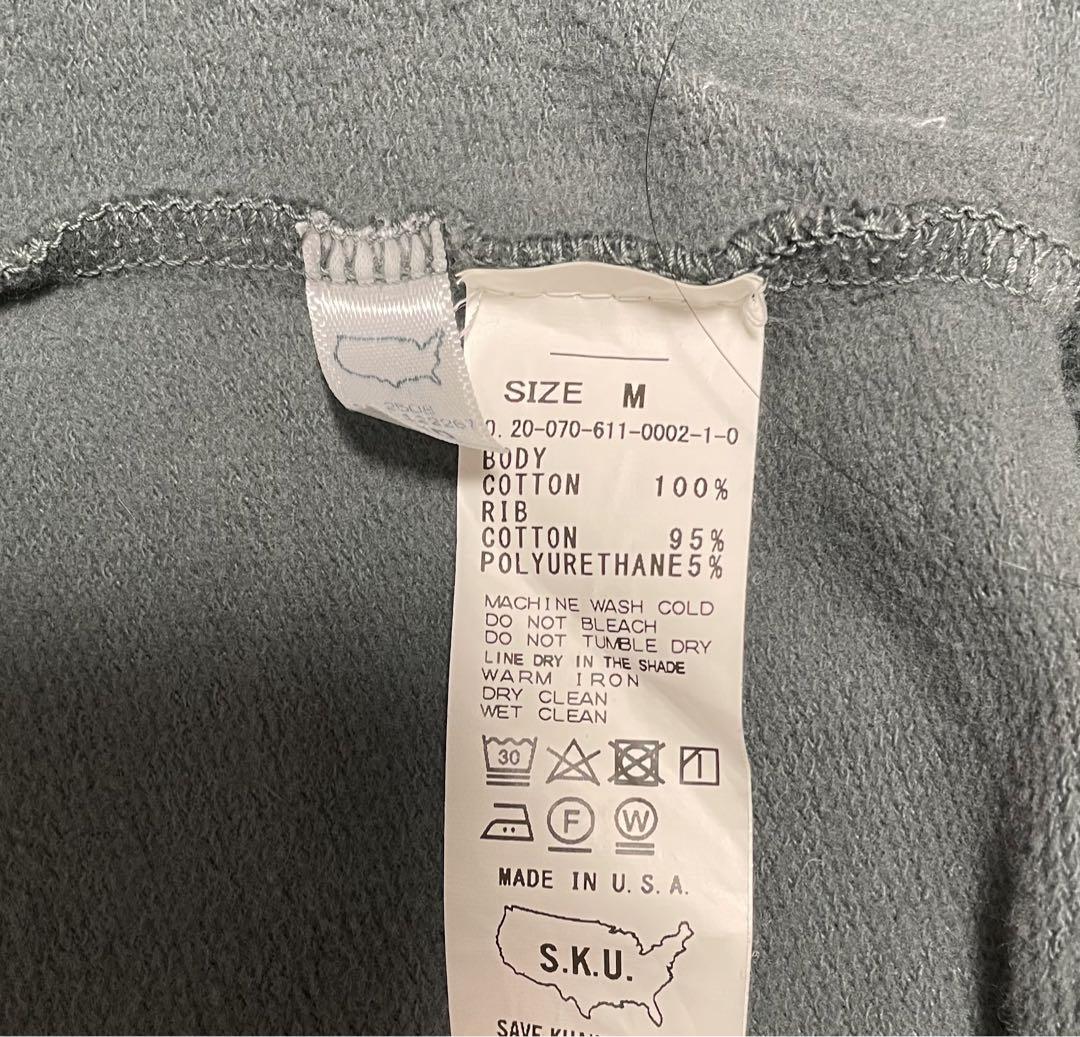 SIZE M
0. 20-070-611-0002-1-0
BODY
COTTON 100%
RIB
COTTON 95%
POLYURETHANE5%
MACHINE WASH COLD
DO NOT BLEACH
DO NOT TUMBLE DRY
LINE DRY IN THE SHADE
WARM IRON
DRY CLEAN
WET CLEAN
30
F W
MADE IN U.S.A.
S.K.U.
SAVE